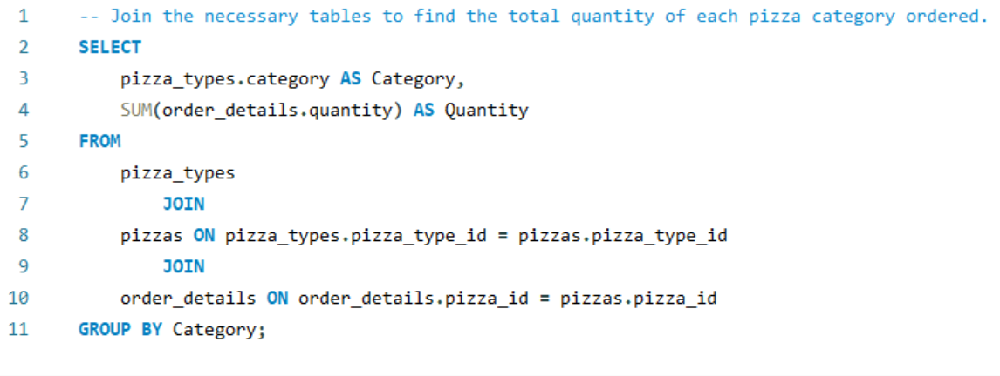 1 -- Join the necessary tables to find the total quantity of each pizza category ordered.
2 SELECT
3 pizza_types.category AS Category,
4 SUM(order_details.quantity) AS Quantity
5 FROM
6 pizza_types
7 JOIN
8 pizzas ON pizza_types.pizza_type_id = pizzas.pizza_type_id
9 JOIN
10 order_details ON order_details.pizza_id = pizzas.pizza_id
11 GROUP BY Category;